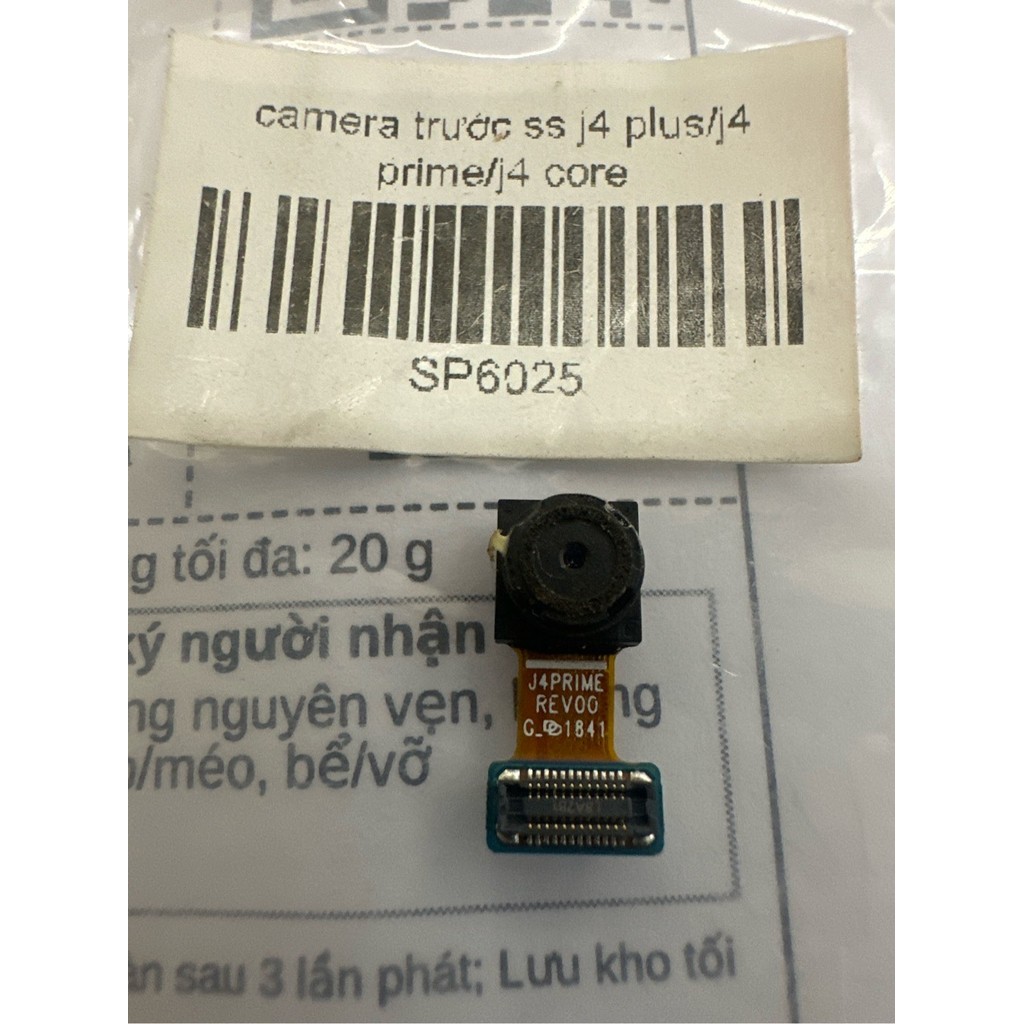 camera trước ss j4 plus/j4
prime/j4 core
SP6025
g tối đa: 20 g
ký người nhận
ng nguyên vẹn,
/méo, bể/vỡ
J4PRIME
REV00
1841
sau 3 lần phát; Lưu kho tối